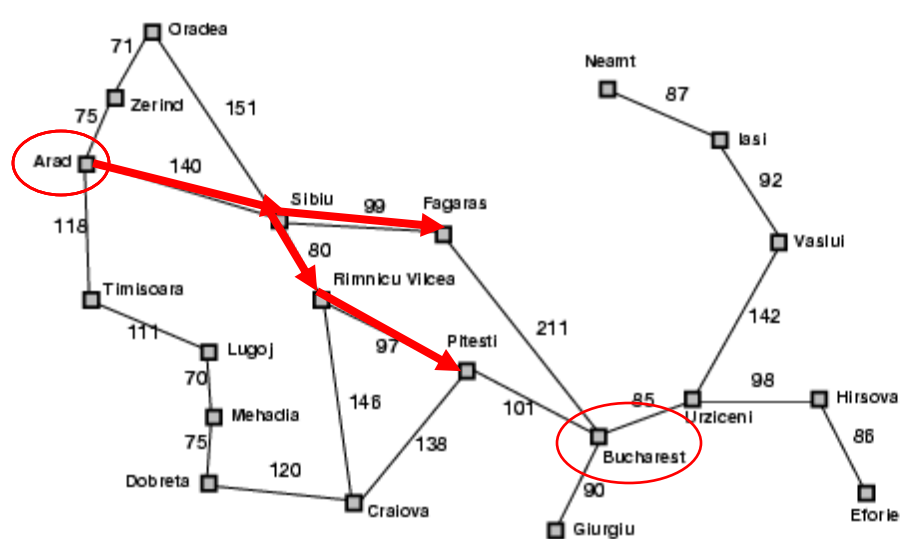 Oradea
71
Neamt
87
Zerind
151
75
Iasi
Arad
140
92
Sibiu
99
Fagaras
118
80
Vaslui
Rimnicu Vilcea
Timisoara
142
111
211
Lugoj
97
Pitesti
70
98
Hirsova
146
101
85
Mehadia
Urziceni
75
138
86
Bucharest
120
Dobreta
90
Craiova
Eforie
Giurgiu